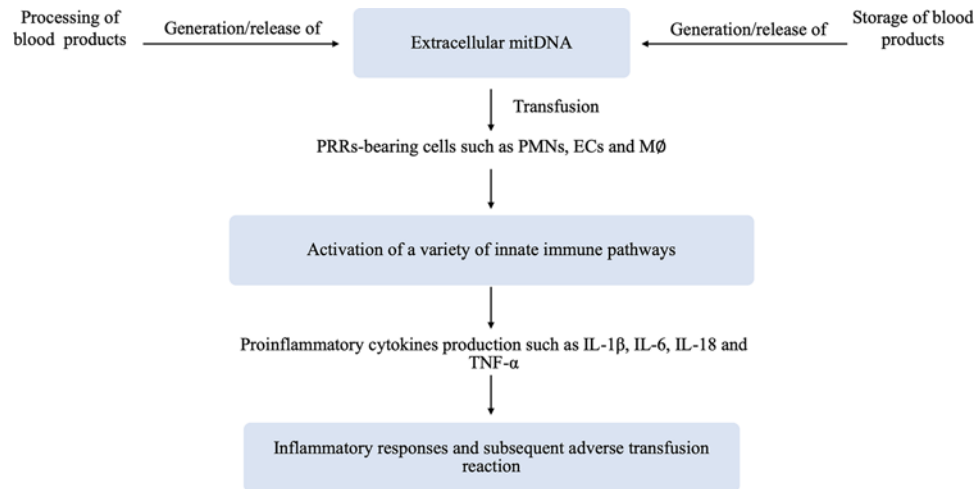 Processing of
blood products
Generation/release of
Extracellular mitDNA
Generation/release of
Storage of blood
products
Transfusion
PRRs-bearing cells such as PMNs, ECs and MØ
Activation of a variety of innate immune pathways
Proinflammatory cytokines production such as IL-1β, IL-6, IL-18 and
TNF-α
Inflammatory responses and subsequent adverse transfusion
reaction